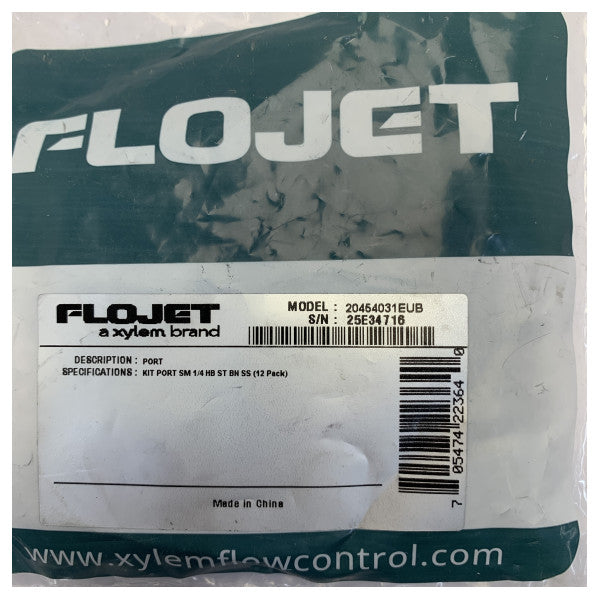 FLOJET
FLOJET
a xylem brand
MODEL : 20454031EUB
S/N : 25E34716
DESCRIPTION : PORT
SPECIFICATIONS : KIT PORT SM 1/4 HB ST BN SS (12 Pack)
7 05474 22364 0
Made in China
www.xylemflowcontrol.com